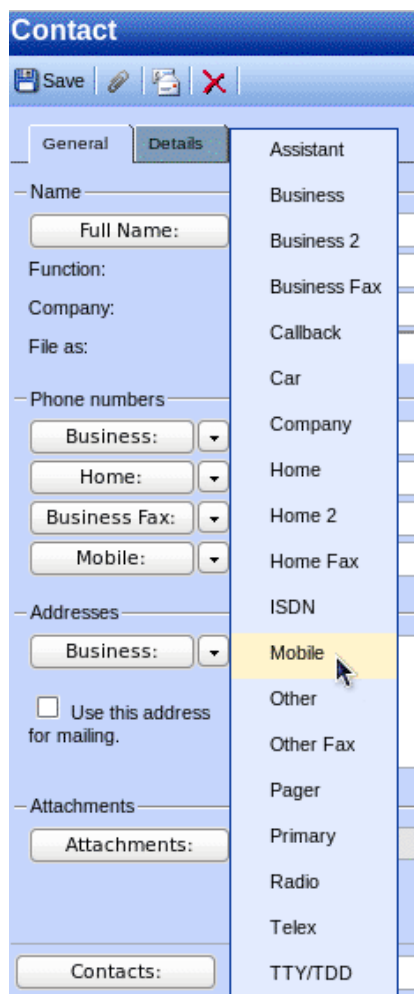 Contact
Save
General
Details
Name
Full Name:
Function:
Company:
File as:
Phone numbers
Business:
Home:
Business Fax:
Mobile:
Addresses
Business:
Use this address
for mailing.
Attachments
Attachments:
Contacts:
Assistant
Business
Business 2
Business Fax
Callback
Car
Company
Home
Home 2
Home Fax
ISDN
Mobile
Other
Other Fax
Pager
Primary
Radio
Telex
TTY/TDD